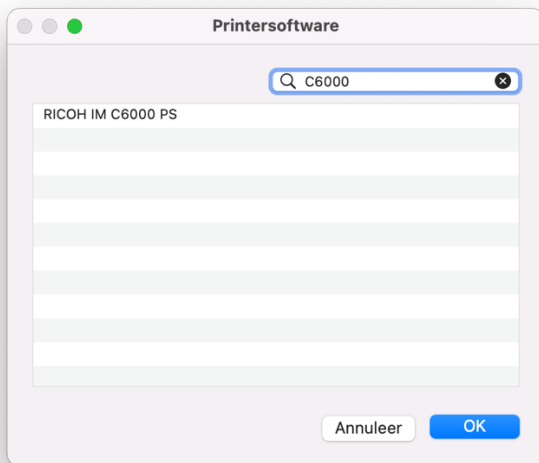 Printersoftware
C6000
RICOH IM C6000 PS
Annuleer
OK